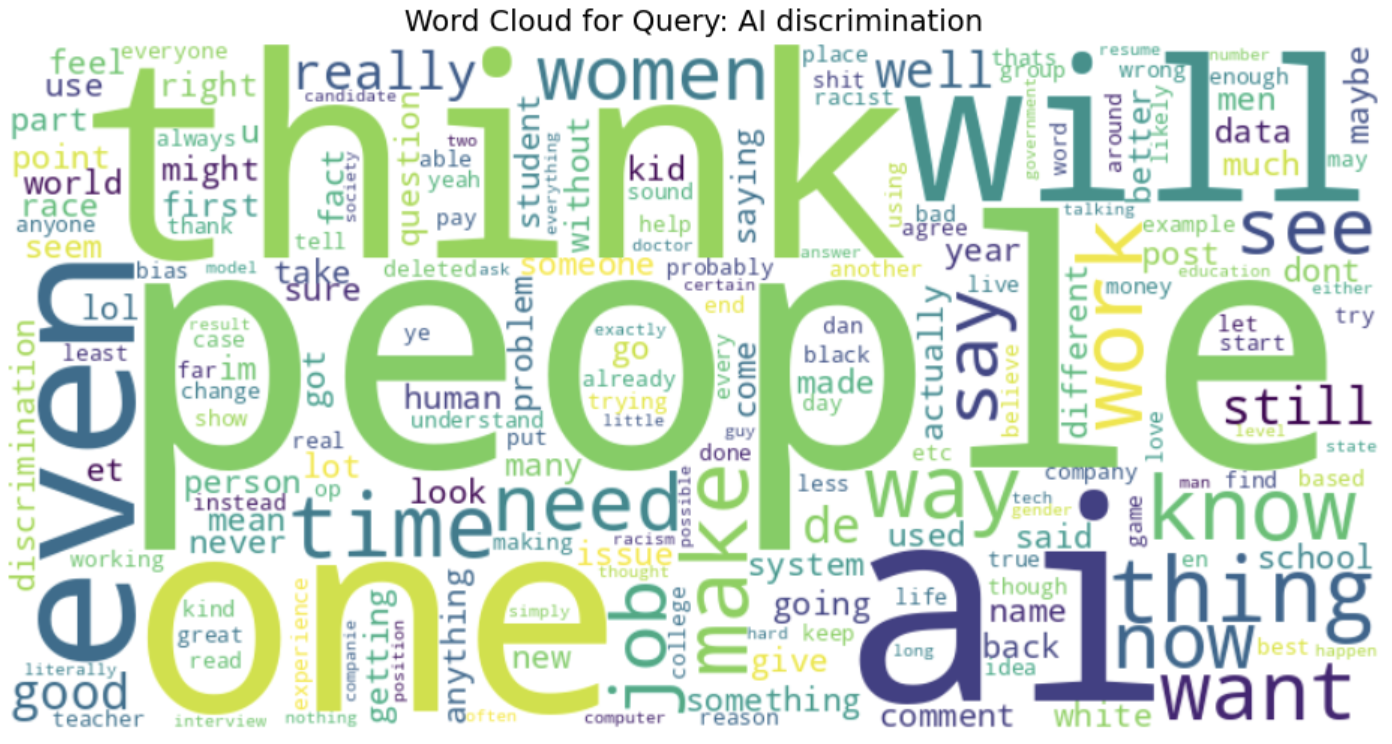 Word Cloud for Query: AI discrimination
feel everyone
use right
really
candidate
women
place
shit
racist
well
thats
group
resume
wrong
number
enough
men
data
much
maybe
may
part
point
world
race
anyone
seem
always u
might
first
thank
think
fact
society
tell
question
two
able
yeah
pay
student
everything
without
kid
sound
help
doctor
saying
using
bad
agree
answer
will
government
word
around
better
likely
talking
example
post
see
dont
education
either
try
even
bias
model
take
sure
deleted
ask
someone
probably
certain
another
end
year
live
work
money
different
believe
say
actually
lol
least
discrimination
people
result
case
far
im
change
show
got
ye
human
understand
problem
exactly
go
already
trying
little
every
come
dan
black
made
day
guy
done
etc
let
start
still
level
state
love
et
person
instead
mean
never
working
real
lot
op
put
many
look
need
time
making
racism
issue
thought
possible
make
less
de
way
company
tech
gender
used
said
game
man
find
based
know
en
school
system
going
keep
hard
life
true
though
name
back
idea
ai
long
thing
now
best
happen
want
one
kind
great
read
experience
companie
getting
position
anything
simply
new
job
college
give
something
reason
computer
often
nothing
interview
literally
good
teacher
comment
white